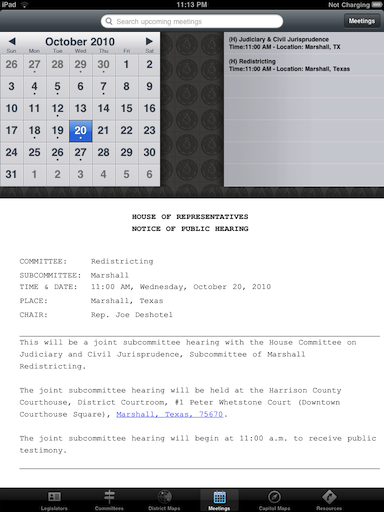 iPad 11:13 PM Not Charging
Search upcoming meetings Meetings
October 2010
Sun Mon Tue Wed Thu Fri Sat
26 27 28 29 30 1 2
3 4 5 6 7 8 9
10 11 12 13 14 15 16
17 18 19 20 21 22 23
24 25 26 27 28 29 30
31 1 2 3 4 5 6
(H) Judiciary & Civil Jurisprudence
Time:11:00 AM - Location: Marshall, TX
(H) Redistricting
Time:11:00 AM - Location: Marshall, Texas
HOUSE OF REPRESENTATIVES
NOTICE OF PUBLIC HEARING
COMMITTEE: Redistricting
SUBCOMMITTEE: Marshall
TIME & DATE: 11:00 AM, Wednesday, October 20, 2010
PLACE: Marshall, Texas
CHAIR: Rep. Joe Deshotel
This will be a joint subcommittee hearing with the House Committee on
Judiciary and Civil Jurisprudence, Subcommittee of Marshall
Redistricting.
The joint subcommittee hearing will be held at the Harrison County
Courthouse, District Courtroom, #1 Peter Whetstone Court (Downtown
Courthouse Square), Marshall, Texas, 75670.
The joint subcommittee hearing will begin at 11:00 a.m. to receive public
testimony.
Legislators Committees District Maps Meetings Capitol Maps Resources